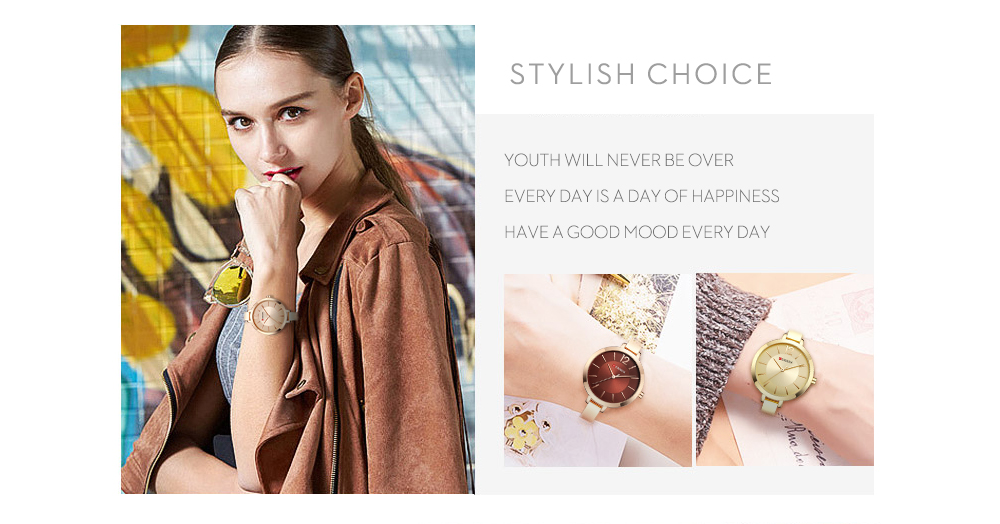 STYLISH CHOICE
YOUTH WILL NEVER BE OVER
EVERY DAY IS A DAY OF HAPPINESS
HAVE A GOOD MOOD EVERY DAY